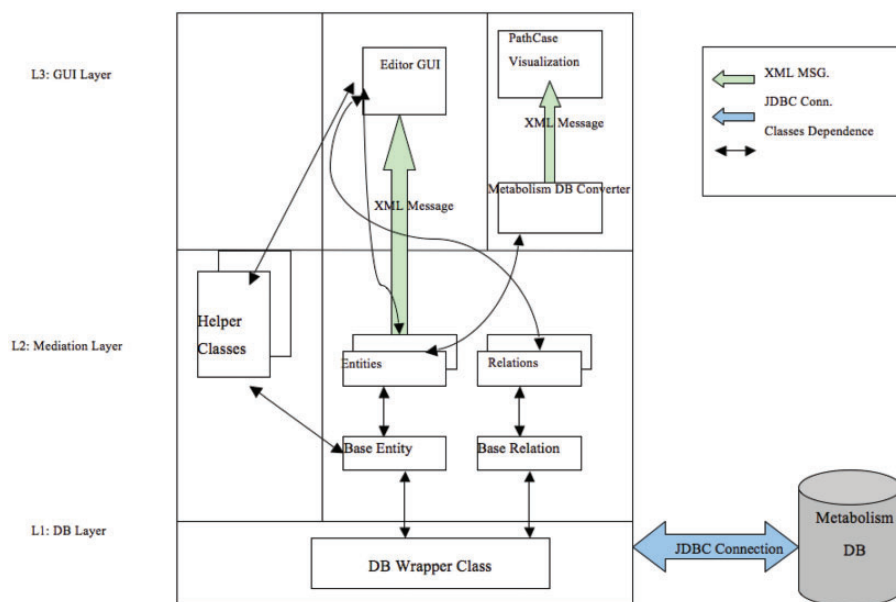 L3: GUI Layer
Editor GUI
PathCase
Visualization
XML Message
Metabolism DB Converter
XML Message
XML MSG.
JDBC Conn.
Classes Dependence
L2: Mediation Layer
Helper
Classes
Entities
Relations
Base Entity
Base Relation
L1: DB Layer
DB Wrapper Class
JDBC Connection
Metabolism
DB